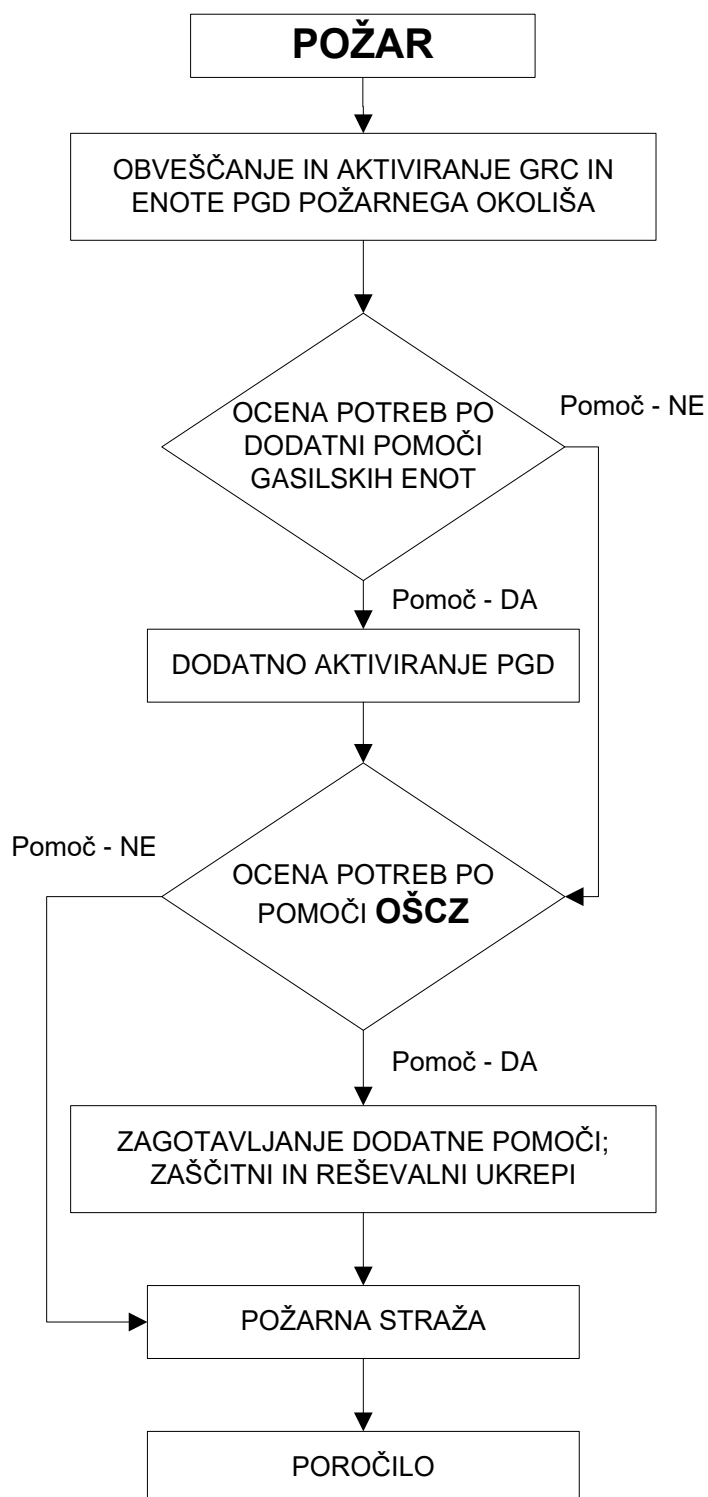 POŽAR
OBVEŠČANJE IN AKTIVIRANJE GRC IN
ENOTE PGD POŽARNEGA OKOLIŠA
OCENA POTREB PO
DODATNI POMOČI
GASILSKIH ENOT
Pomoč - NE
Pomoč - DA
DODATNO AKTIVIRANJE PGD
Pomoč - NE
OCENA POTREB PO
POMOČI OŠCZ
Pomoč - DA
ZAGOTAVLJANJE DODATNE POMOČI;
ZAŠČITNI IN REŠEVALNI UKREPI
POŽARNA STRAŽA
POROČILO